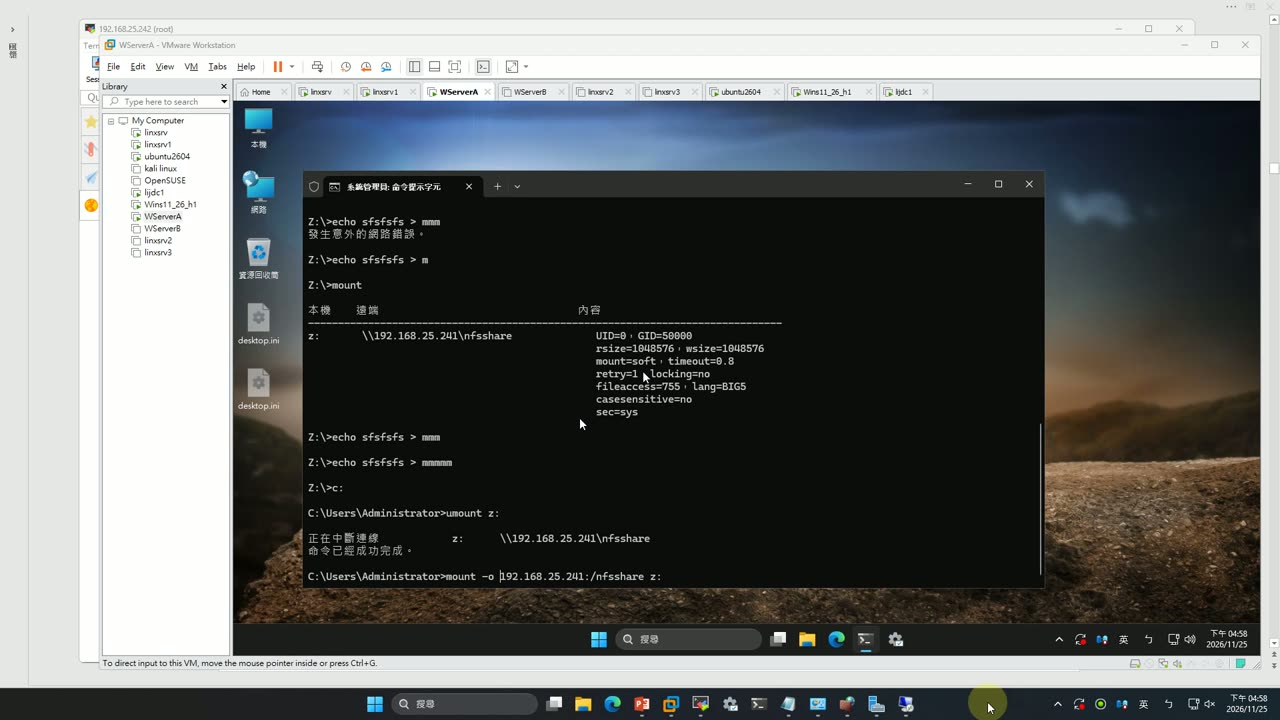 192.168.25.242 (root)
WServerA - VMware Workstation
File Edit View VM Tabs Help
Library
Type here to search
My Computer
linxsrv
linxsrv1
ubuntu2604
kali linux
OpenSUSE
lijdc1
Wins11_26_h1
WServerA
WServerB
linxsrv2
linxsrv3
Home linxsrv linxsrv1 WServerA WServerB linxsrv2 linxsrv3 ubuntu2604 Wins11_26_h1 lijdc1
本機
網路
資源回收筒
desktop.ini
desktop.ini
系統管理員: 命令提示字元
Z:\>echo sfsfsfs > mmm
發生意外的網路錯誤。
Z:\>echo sfsfsfs > m
Z:\>mount
本機 遠端 內容
-------------------------------------------------------------------------------
z: \\192.168.25.241\nfsshare UID=0，GID=50000
rsize=1048576，wsize=1048576
mount=soft，timeout=0.8
retry=1 locking=no
fileaccess=755，lang=BIG5
casesensitive=no
sec=sys
Z:\>echo sfsfsfs > mmm
Z:\>echo sfsfsfs > mmmmm
Z:\>c:
C:\Users\Administrator>umount z:
正在中斷連線 z: \\192.168.25.241\nfsshare
命令已經成功完成。
C:\Users\Administrator>mount -o 192.168.25.241:/nfsshare z:
搜尋
英
下午 04:58
2026/11/25
To direct input to this VM, move the mouse pointer inside or press Ctrl+G.
搜尋
英
下午 04:58
2026/11/25